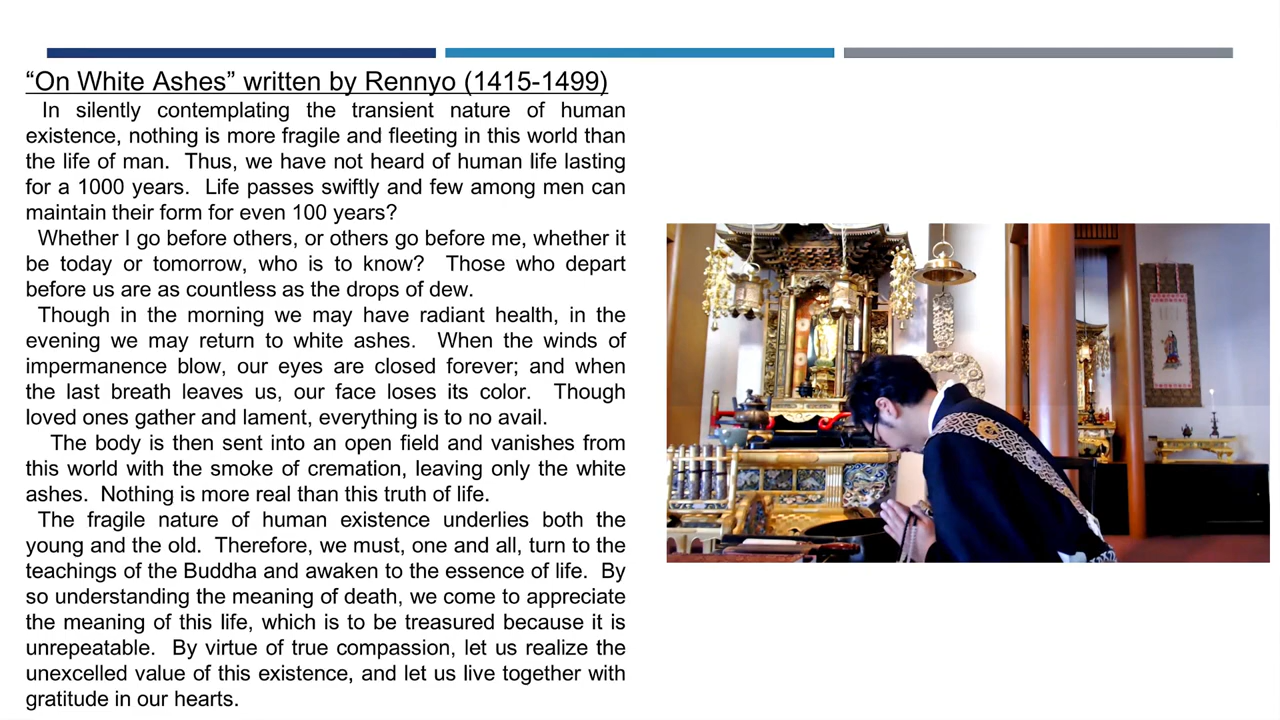 “On White Ashes” written by Rennyo (1415-1499)
In silently contemplating the transient nature of human
existence, nothing is more fragile and fleeting in this world than
the life of man. Thus, we have not heard of human life lasting
for a 1000 years. Life passes swiftly and few among men can
maintain their form for even 100 years?
Whether I go before others, or others go before me, whether it
be today or tomorrow, who is to know? Those who depart
before us are as countless as the drops of dew.
Though in the morning we may have radiant health, in the
evening we may return to white ashes. When the winds of
impermanence blow, our eyes are closed forever; and when
the last breath leaves us, our face loses its color. Though
loved ones gather and lament, everything is to no avail.
The body is then sent into an open field and vanishes from
this world with the smoke of cremation, leaving only the white
ashes. Nothing is more real than this truth of life.
The fragile nature of human existence underlies both the
young and the old. Therefore, we must, one and all, turn to the
teachings of the Buddha and awaken to the essence of life. By
so understanding the meaning of death, we come to appreciate
the meaning of this life, which is to be treasured because it is
unrepeatable. By virtue of true compassion, let us realize the
unexcelled value of this existence, and let us live together with
gratitude in our hearts.